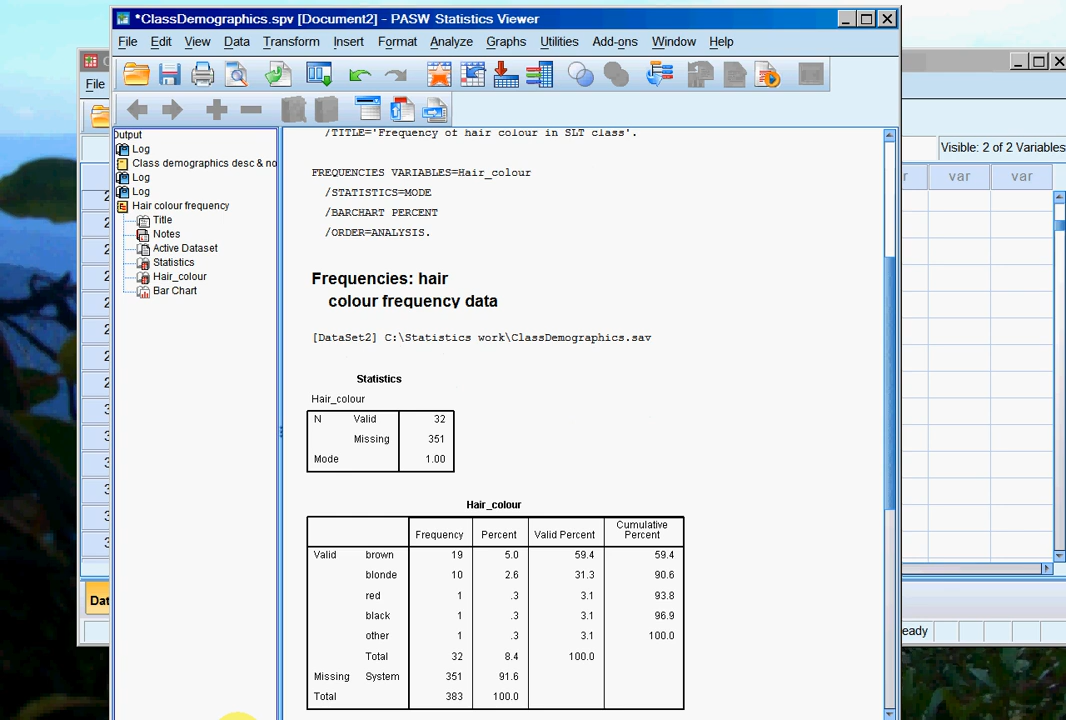 *ClassDemographics.spv [Document2] - PASW Statistics Viewer
File Edit View Data Transform Insert Format Analyze Graphs Utilities Add-ons Window Help
File
Visible: 2 of 2 Variables
var var
Output
Log
Class demographics desc & no
Log
Log
Hair colour frequency
Title
Notes
Active Dataset
Statistics
Hair_colour
Bar Chart
/TITLE='Frequency of hair colour in SLT class'.
FREQUENCIES VARIABLES=Hair_colour
/STATISTICS=MODE
/BARCHART PERCENT
/ORDER=ANALYSIS.
Frequencies: hair
colour frequency data
[DataSet2] C:\Statistics work\ClassDemographics.sav
Statistics
Hair_colour
N Valid 32
Missing 351
Mode 1.00
Hair_colour
Frequency Percent Valid Percent Cumulative Percent
Valid brown 19 5.0 59.4 59.4
blonde 10 2.6 31.3 90.6
red 1 .3 3.1 93.8
black 1 .3 3.1 96.9
other 1 .3 3.1 100.0
Total 32 8.4 100.0
Missing System 351 91.6
Total 383 100.0